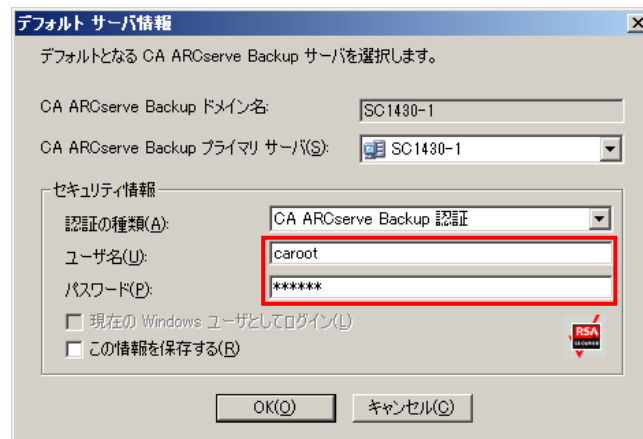 デフォルト サーバ情報
デフォルトとなる CA ARCserve Backup サーバを選択します。
CA ARCserve Backup ドメイン名: SC1430-1
CA ARCserve Backup プライマリ サーバ(S): SC1430-1
セキュリティ情報
認証の種類(A): CA ARCserve Backup 認証
ユーザ名(U): caroot
パスワード(P): ******
現在の Windows ユーザとしてログイン(L)
この情報を保存する(R)
RSA
SECURED
OK(O) キャンセル(C)